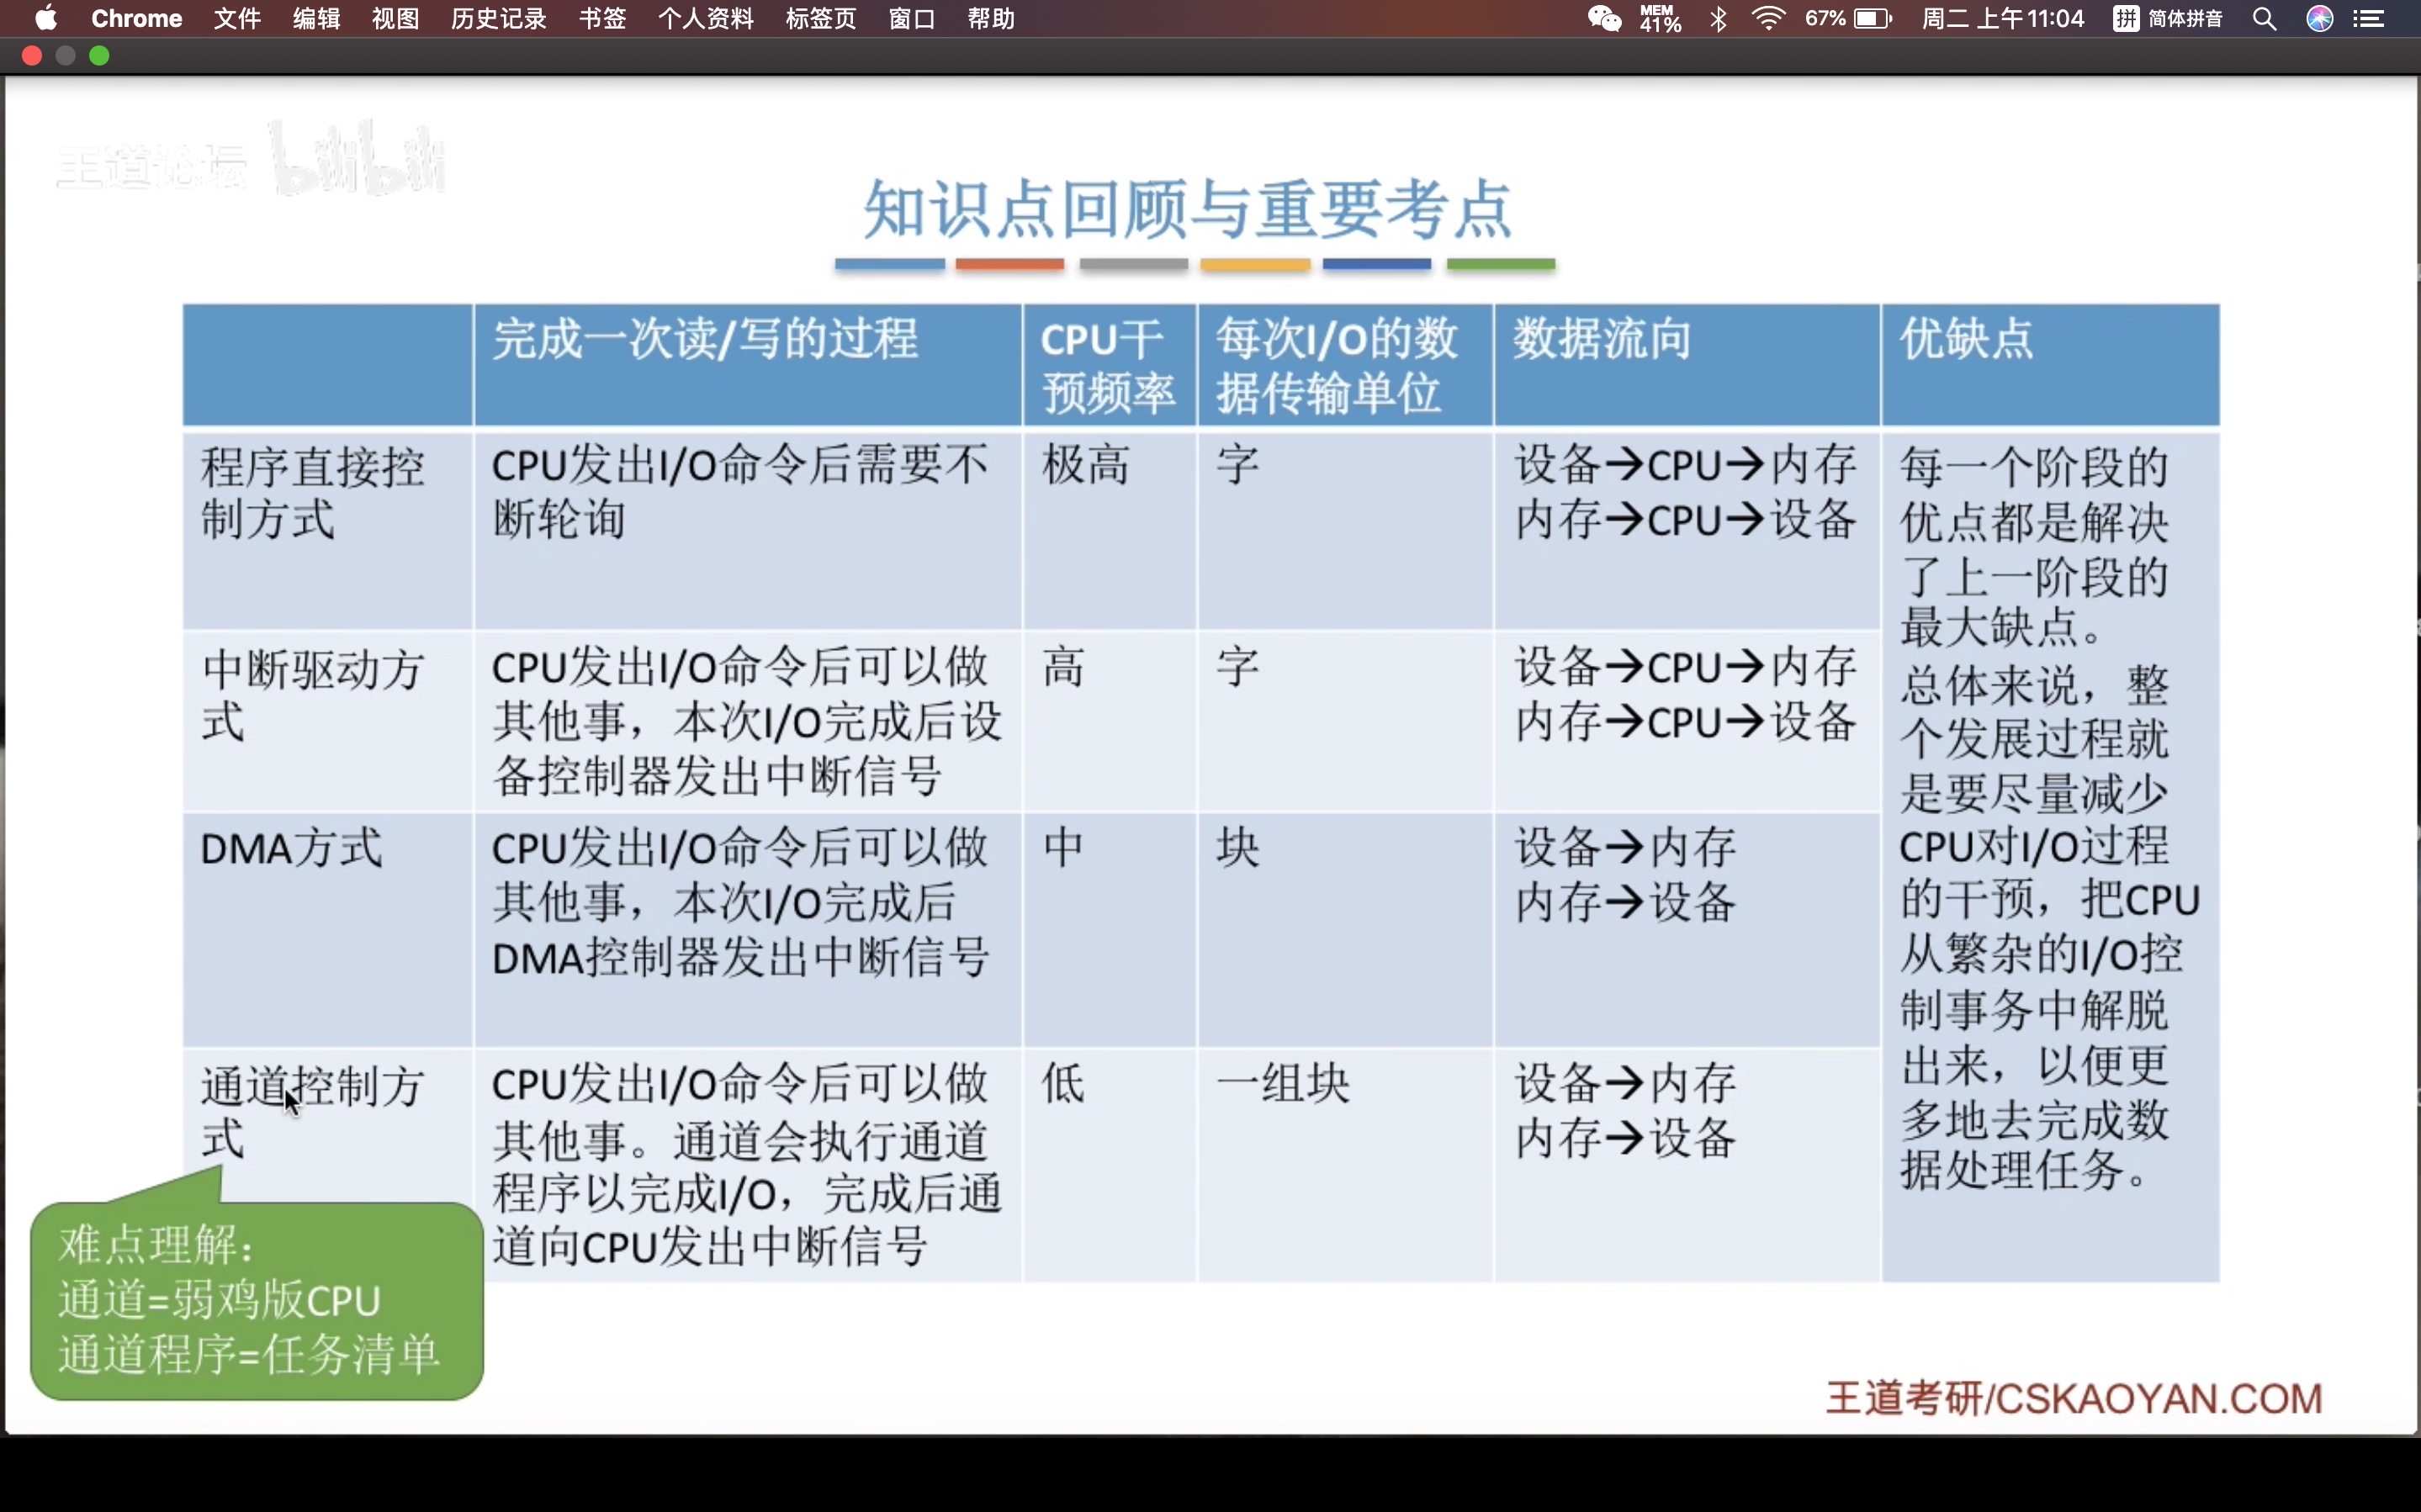 Chrome 文件 编辑 视图 历史记录 书签 个人资料 标签页 窗口 帮助 MEM 41% 67% 周二 上午11:04 拼 简体拼音
王道论坛 bilibili
知识点回顾与重要考点
完成一次读/写的过程
CPU干
预频率
每次I/O的数
据传输单位
数据流向
优缺点
程序直接控
制方式
CPU发出I/O命令后需要不
断轮询
极高
字
设备→CPU→内存
内存→CPU→设备
每一个阶段的
优点都是解决
了上一阶段的
最大缺点。
总体来说，整
个发展过程就
是要尽量减少
CPU对I/O过程
的干预，把CPU
从繁杂的I/O控
制事务中解脱
出来，以便更
多地去完成数
据处理任务。
中断驱动方
式
CPU发出I/O命令后可以做
其他事，本次I/O完成后设
备控制器发出中断信号
高
字
设备→CPU→内存
内存→CPU→设备
DMA方式
CPU发出I/O命令后可以做
其他事，本次I/O完成后
DMA控制器发出中断信号
中
块
设备→内存
内存→设备
通道控制方
式
CPU发出I/O命令后可以做
其他事。通道会执行通道
程序以完成I/O，完成后通
道向CPU发出中断信号
低
一组块
设备→内存
内存→设备
难点理解：
通道=弱鸡版CPU
通道程序=任务清单
王道考研/CSKAOYAN.COM